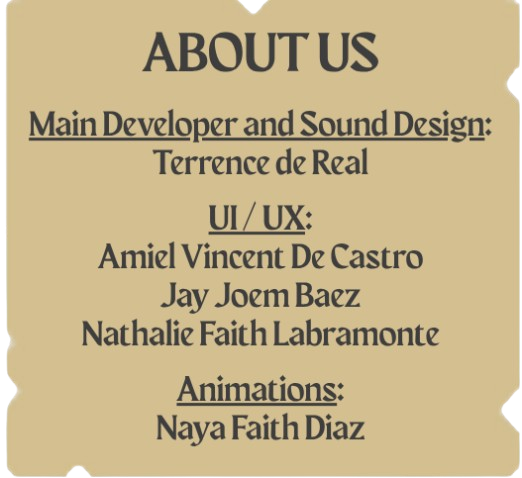 ABOUT US
Main Developer and Sound Design:
Terrence de Real
UI / UX:
Amiel Vincent De Castro
Jay Joem Baez
Nathalie Faith Labramonte
Animations:
Naya Faith Diaz